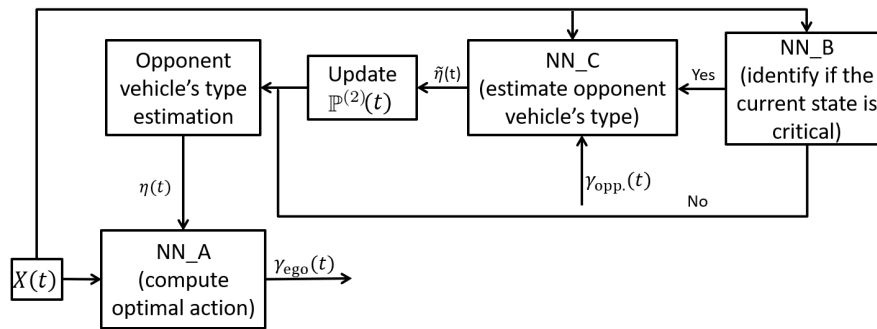 Opponent
vehicle's type
estimation
Update
ℙ⁽²⁾(t)
η̃(t)
NN_C
(estimate opponent
vehicle's type)
Yes
NN_B
(identify if the
current state is
critical)
η(t)
γopp.(t)
No
X(t)
NN_A
(compute
optimal action)
γego(t)